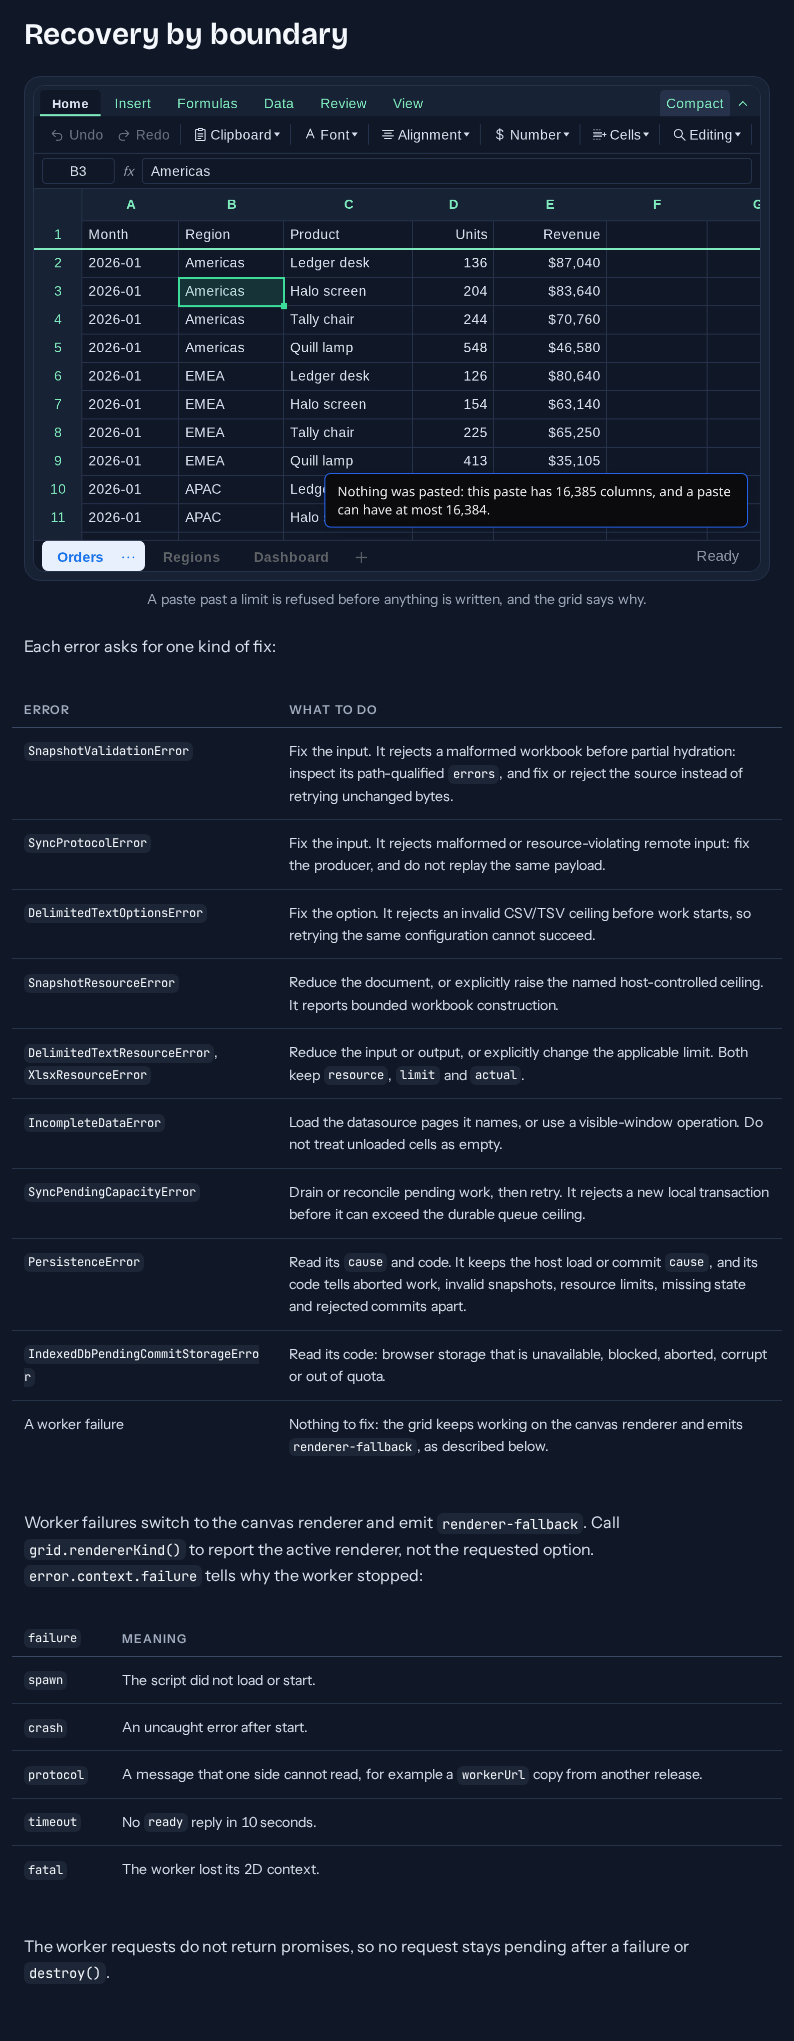 Recovery by boundary
Home Insert Formulas Data Review View Compact
Undo Redo Clipboard Font Alignment Number Cells Editing
B3 fx Americas
A B C D E F G
1 Month Region Product Units Revenue
2 2026-01 Americas Ledger desk 136 $87,040
3 2026-01 Americas Halo screen 204 $83,640
4 2026-01 Americas Tally chair 244 $70,760
5 2026-01 Americas Quill lamp 548 $46,580
6 2026-01 EMEA Ledger desk 126 $80,640
7 2026-01 EMEA Halo screen 154 $63,140
8 2026-01 EMEA Tally chair 225 $65,250
9 2026-01 EMEA Quill lamp 413 $35,105
10 2026-01 APAC Ledg
11 2026-01 APAC Halo
Nothing was pasted: this paste has 16,385 columns, and a paste
can have at most 16,384.
Orders ··· Regions Dashboard + Ready
A paste past a limit is refused before anything is written, and the grid says why.
Each error asks for one kind of fix:
ERROR WHAT TO DO
SnapshotValidationError Fix the input. It rejects a malformed workbook before partial hydration:
inspect its path-qualified errors, and fix or reject the source instead of
retrying unchanged bytes.
SyncProtocolError Fix the input. It rejects malformed or resource-violating remote input: fix
the producer, and do not replay the same payload.
DelimitedTextOptionsError Fix the option. It rejects an invalid CSV/TSV ceiling before work starts, so
retrying the same configuration cannot succeed.
SnapshotResourceError Reduce the document, or explicitly raise the named host-controlled ceiling.
It reports bounded workbook construction.
DelimitedTextResourceError, Reduce the input or output, or explicitly change the applicable limit. Both
XlsxResourceError keep resource, limit and actual.
IncompleteDataError Load the datasource pages it names, or use a visible-window operation. Do
not treat unloaded cells as empty.
SyncPendingCapacityError Drain or reconcile pending work, then retry. It rejects a new local transaction
before it can exceed the durable queue ceiling.
PersistenceError Read its cause and code. It keeps the host load or commit cause, and its
code tells aborted work, invalid snapshots, resource limits, missing state
and rejected commits apart.
IndexedDbPendingCommitStorageErro Read its code: browser storage that is unavailable, blocked, aborted, corrupt
r or out of quota.
A worker failure Nothing to fix: the grid keeps working on the canvas renderer and emits
renderer-fallback, as described below.
Worker failures switch to the canvas renderer and emit renderer-fallback. Call
grid.rendererKind() to report the active renderer, not the requested option.
error.context.failure tells why the worker stopped:
failure MEANING
spawn The script did not load or start.
crash An uncaught error after start.
protocol A message that one side cannot read, for example a workerUrl copy from another release.
timeout No ready reply in 10 seconds.
fatal The worker lost its 2D context.
The worker requests do not return promises, so no request stays pending after a failure or
destroy().